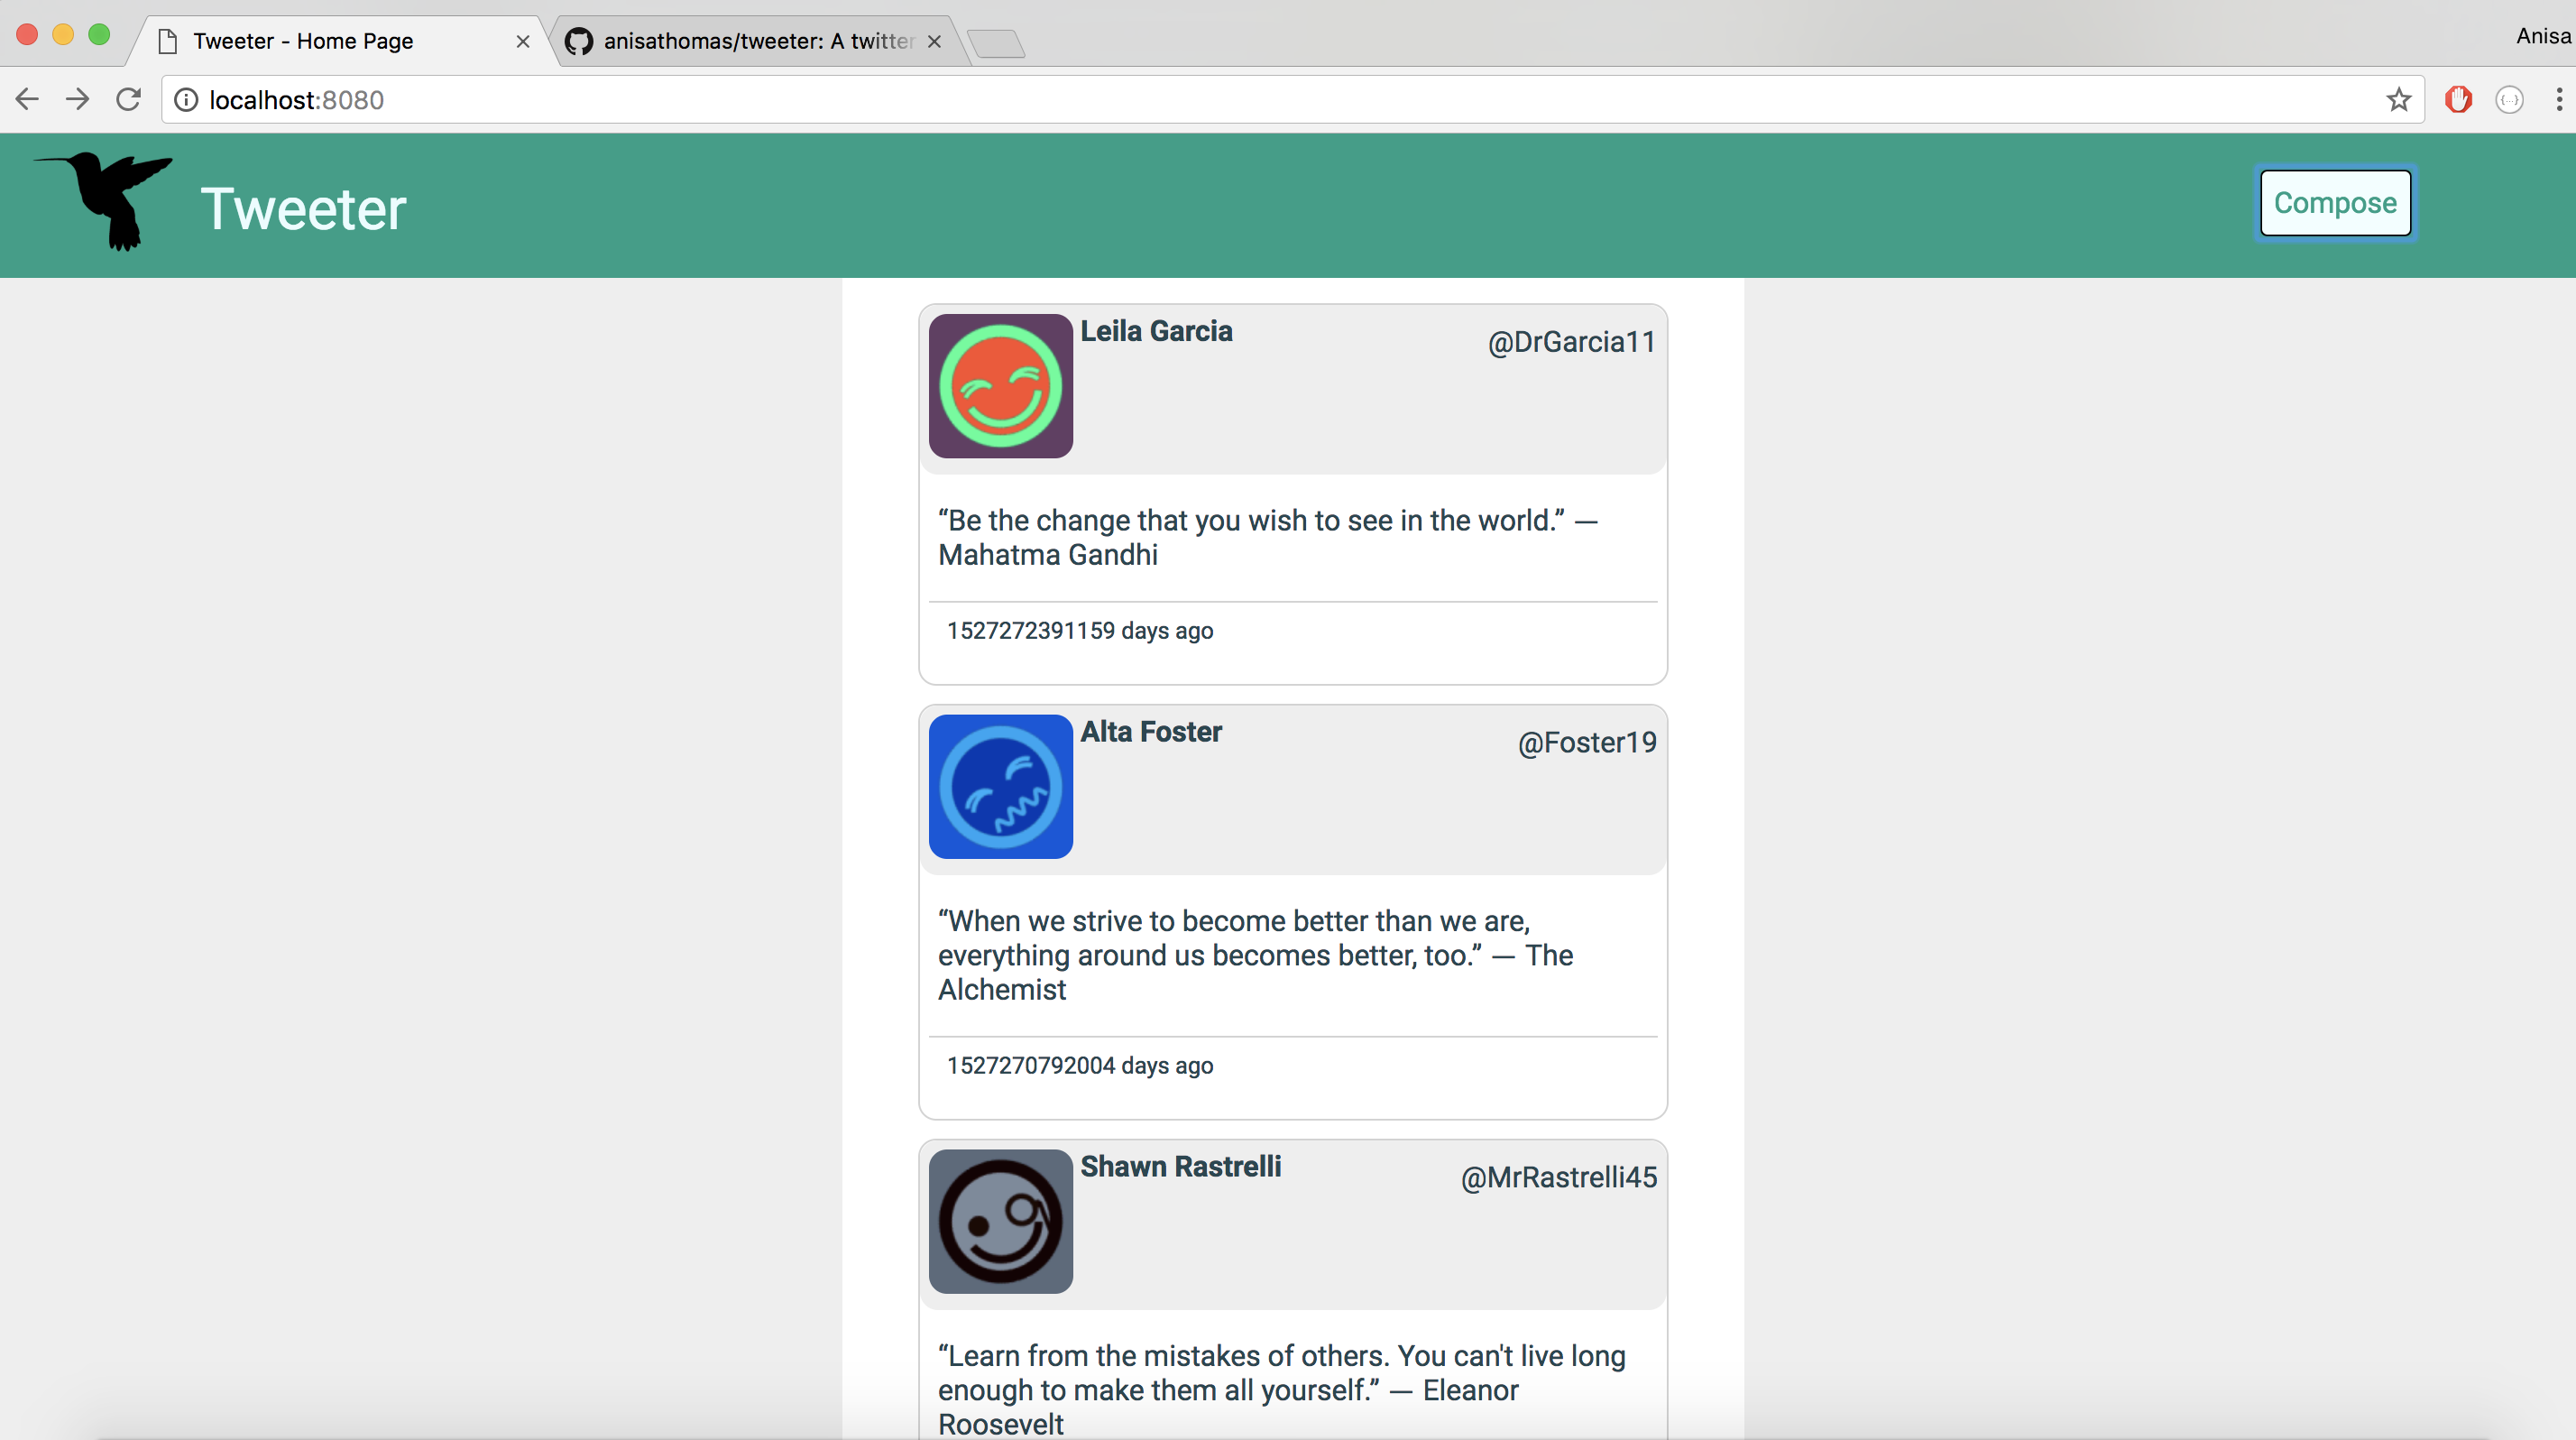 Tweeter - Home Page
anisathomas/tweeter: A twitter
Anisa
localhost:8080
Tweeter
Compose
Leila Garcia
@DrGarcia11
“Be the change that you wish to see in the world.” —
Mahatma Gandhi
1527272391159 days ago
Alta Foster
@Foster19
“When we strive to become better than we are,
everything around us becomes better, too.” — The
Alchemist
1527270792004 days ago
Shawn Rastrelli
@MrRastrelli45
“Learn from the mistakes of others. You can't live long
enough to make them all yourself.” — Eleanor
Roosevelt